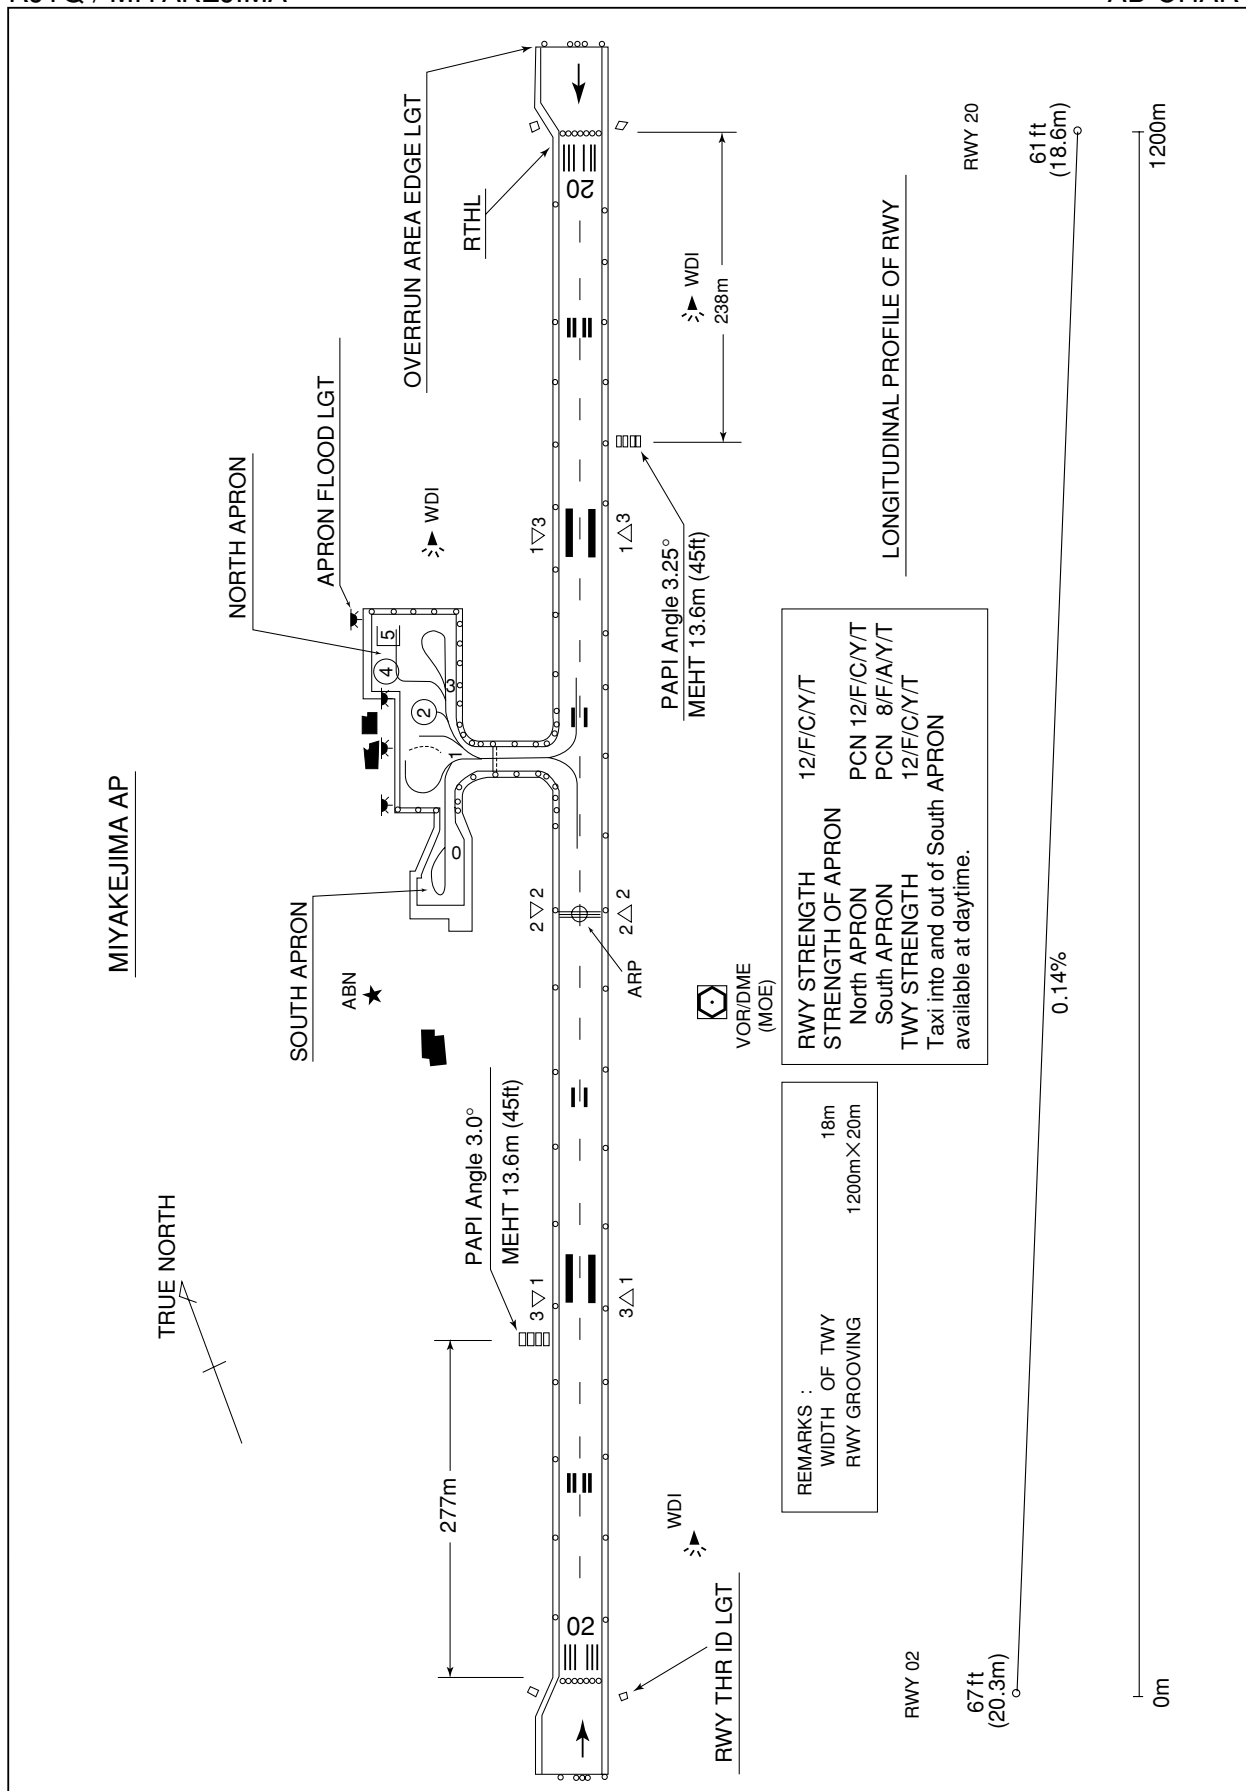 MIYAKEJIMA AP
TRUE NORTH
SOUTH APRON
NORTH APRON
APRON FLOOD LGT
OVERRUN AREA EDGE LGT
RTHL
ABN
WDI
PAPI Angle 3.0°
MEHT 13.6m (45ft)
277m
0
1
2
3
4
5
3 1
2 2
1 3
02
20
3 1
2 2
1 3
ARP
WDI
WDI
238m
PAPI Angle 3.25°
MEHT 13.6m (45ft)
RWY THR ID LGT
VOR/DME
(MOE)
REMARKS :
WIDTH OF TWY 18m
RWY GROOVING 1200m×20m
RWY STRENGTH 12/F/C/Y/T
STRENGTH OF APRON
North APRON PCN 12/F/C/Y/T
South APRON PCN 8/F/A/Y/T
TWY STRENGTH 12/F/C/Y/T
Taxi into and out of South APRON
available at daytime.
LONGITUDINAL PROFILE OF RWY
RWY 02
RWY 20
67ft
(20.3m)
0.14%
61ft
(18.6m)
0m
1200m